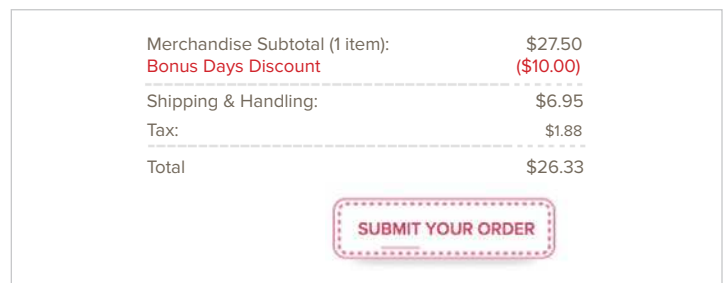 Merchandise Subtotal (1 item): $27.50
Bonus Days Discount ($10.00)
Shipping & Handling: $6.95
Tax: $1.88
Total $26.33
SUBMIT YOUR ORDER